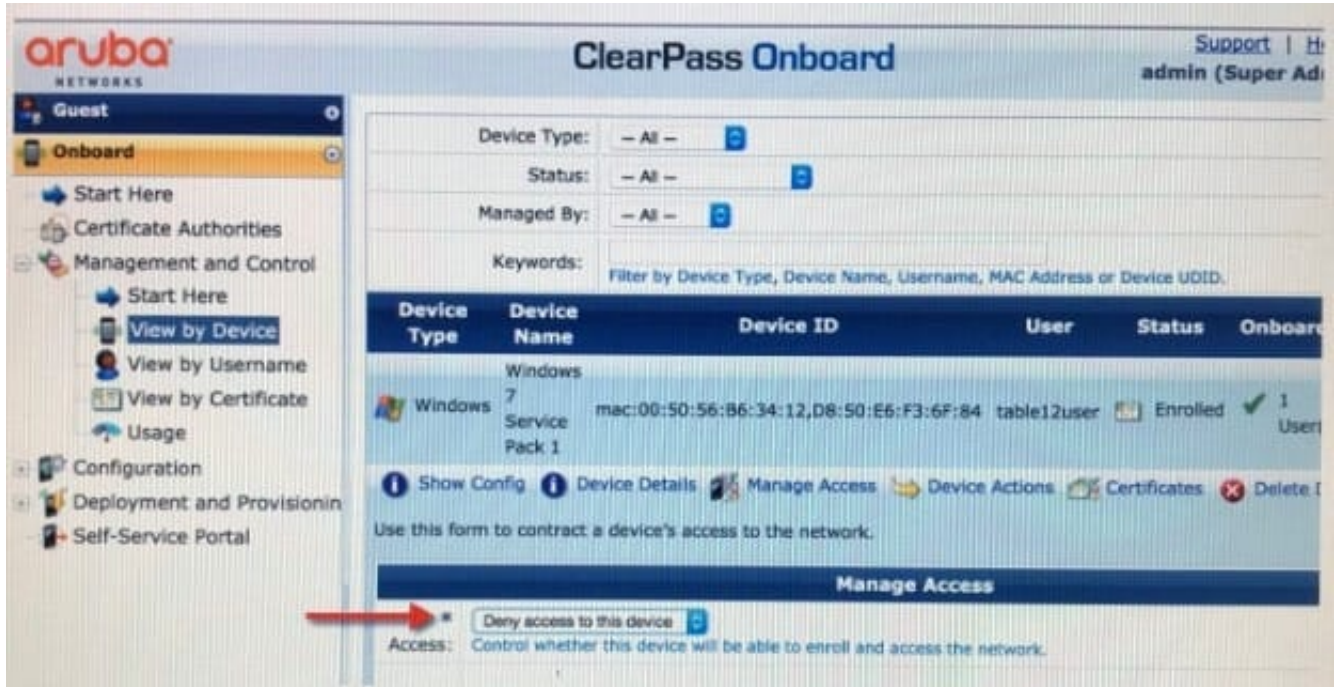 aruba
NETWORKS
ClearPass Onboard
Support |
admin (Super
Guest
Onboard
Start Here
Certificate Authorities
Management and Control
Start Here
View by Device
View by Username
View by Certificate
Usage
Configuration
Deployment and Provisionin
Self-Service Portal
Device Type: – All –
Status: – All –
Managed By: – All –
Keywords:
Filter by Device Type, Device Name, Username, MAC Address or Device UDID.
Device Type Device Name Device ID User Status Onboar
Windows Windows 7 Service Pack 1 mac:00:50:56:B6:34:12,D8:50:E6:F3:6F:84 table12user Enrolled 1 User
Show Config Device Details Manage Access Device Actions Certificates Delete
Use this form to contract a device's access to the network.
Manage Access
* Access: Deny access to this device
Control whether this device will be able to enroll and access the network.